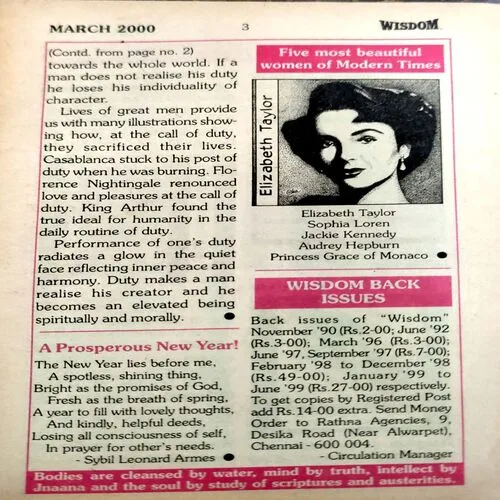 MARCH 2000
3
WISDOM
(Contd. from page no. 2)
towards the whole world. If a
man does not realise his duty
he loses his individuality of
character.
Lives of great men provide
us with many illustrations show-
ing how, at the call of duty,
they sacrificed their lives.
Casablanca stuck to his post of
duty when he was burning. Flo-
rence Nightingale renounced
love and pleasures at the call of
duty. King Arthur found the
true ideal for humanity in the
daily routine of duty.
Performance of one's duty
radiates a glow in the quiet
face reflecting inner peace and
harmony. Duty makes a man
realise his creator and he
becomes an elevated being
spiritually and morally.
A Prosperous New Year!
The New Year lies before me,
A spotless, shining thing,
Bright as the promises of God,
Fresh as the breath of spring,
A year to fill with lovely thoughts,
And kindly, helpful deeds,
Losing all consciousness of self,
In prayer for other's needs.
- Sybil Leonard Armes
Five most beautiful
women of Modern Times
Elizabeth Taylor
Elizabeth Taylor
Sophia Loren
Jackie Kennedy
Audrey Hepburn
Princess Grace of Monaco
WISDOM BACK
ISSUES
Back issues of "Wisdom"
November '90 (Rs.2-00; June '92
(Rs.3-00); March '96 (Rs.3-00);
June '97, September '97 (Rs.7-00);
February '98 to December '98
(Rs.49-00); January '99 to
June '99 (Rs.27-00) respectively.
To get copies by Registered Post
add Rs.14-00 extra. Send Money
Order to Rathna Agencies, 9,
Desika Road (Near Alwarpet),
Chennai - 600 004.
- Circulation Manager
Bodies are cleansed by water, mind by truth, intellect by
Jnaana and the soul by study of scriptures and austerities.